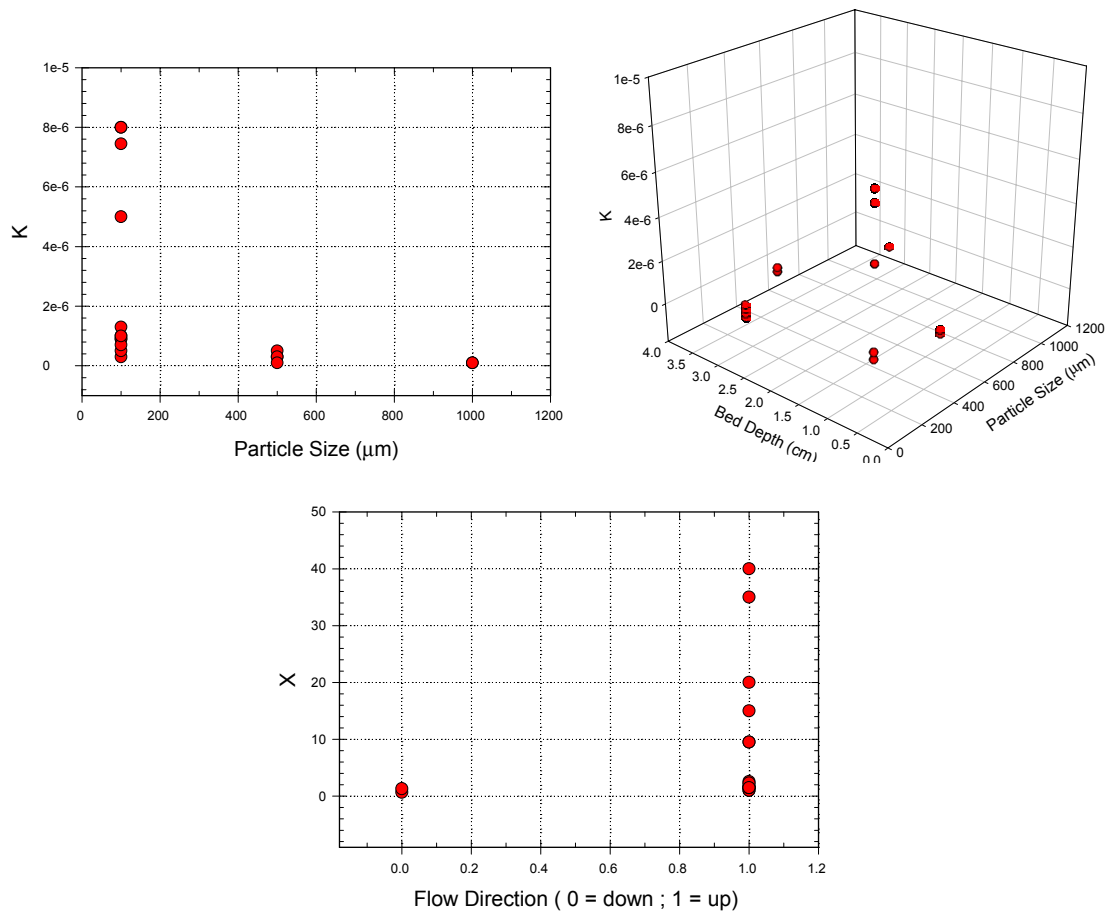 1e-5
8e-6
6e-6
4e-6
2e-6
0
K
0 200 400 600 800 1000 1200
Particle Size (μm)
1e-5
8e-6
6e-6
4e-6
2e-6
0
K
4.0 3.5 3.0 2.5 2.0 1.5 1.0 0.5 0.0
Bed Depth (cm)
0 200 400 600 800 1000 1200
Particle Size (μm)
50
40
30
20
10
0
X
0.0 0.2 0.4 0.6 0.8 1.0 1.2
Flow Direction ( 0 = down ; 1 = up)